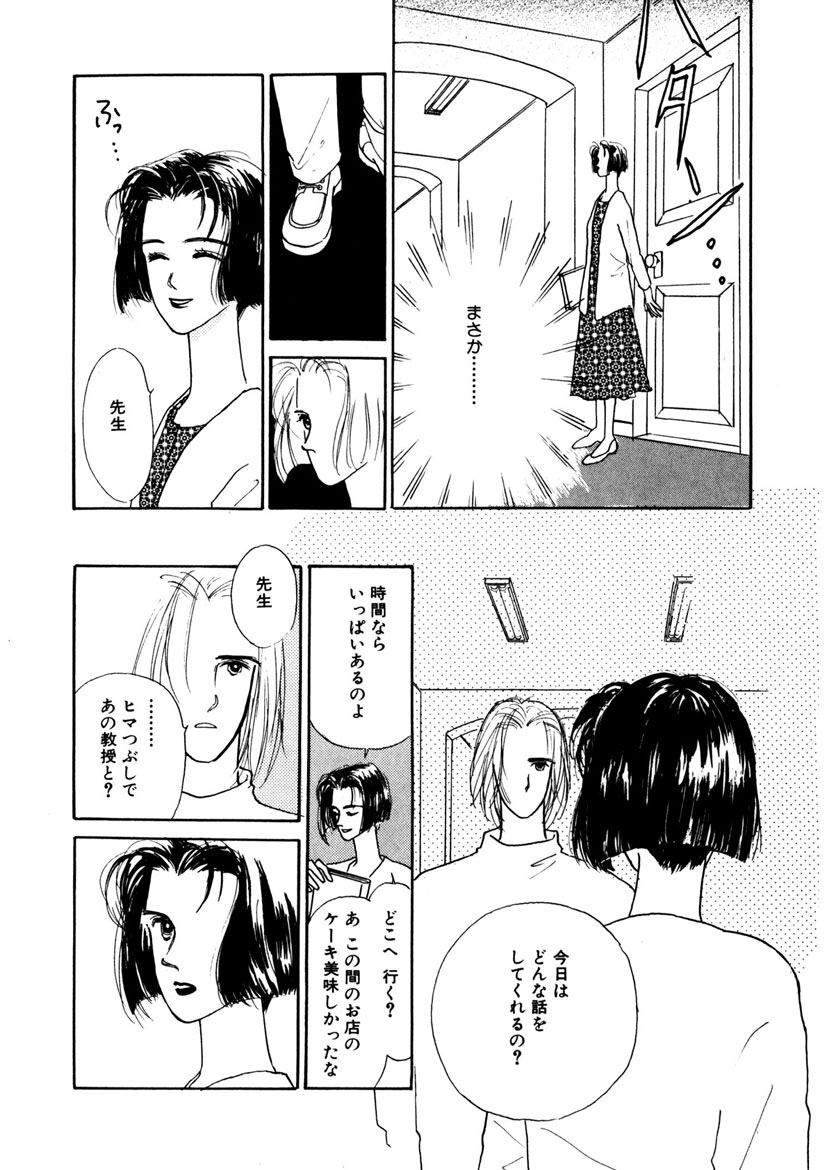 バターン…
まさか………
ふっ…
先生
今日は
どんな話を
してくれるの？
時間なら
いっぱいあるのよ
どこへ 行く？
あ この間のお店の
ケーキ美味しかったな
先生
………
ヒマつぶしで
あの教授と？